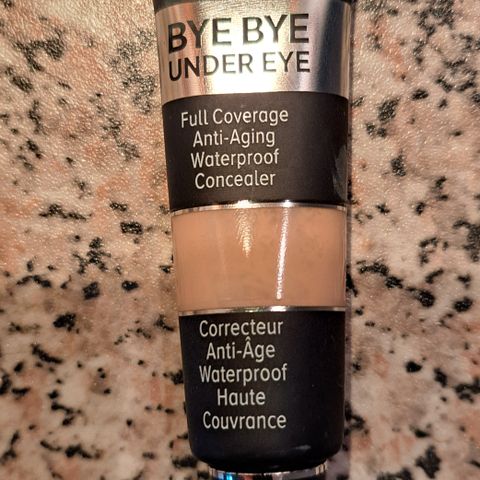 BYE BYE
UNDER EYE
Full Coverage
Anti-Aging
Waterproof
Concealer
Correcteur
Anti-Âge
Waterproof
Haute
Couvrance